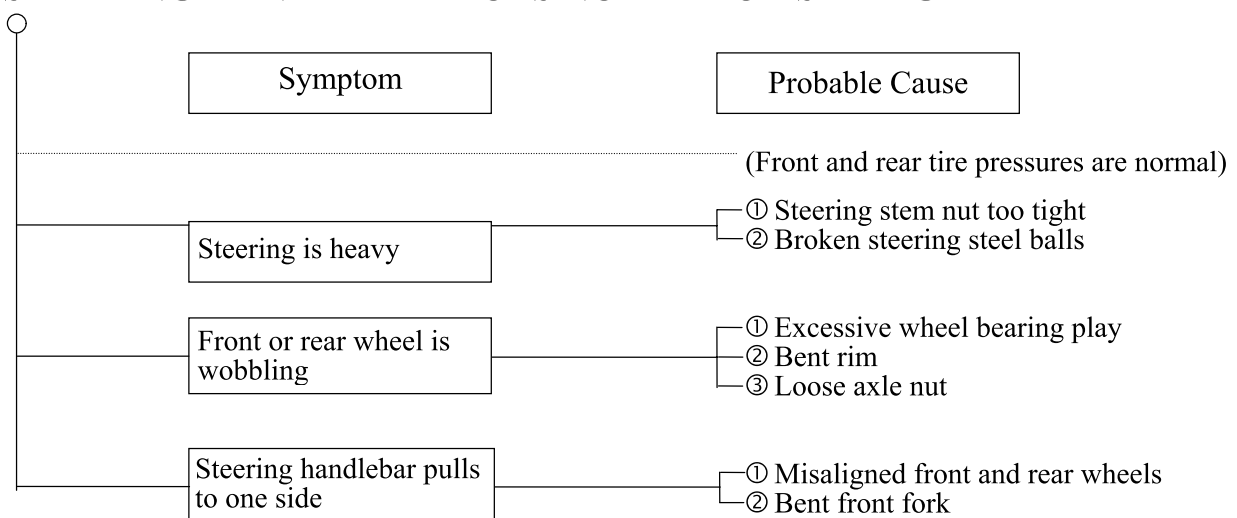 Symptom
Probable Cause
(Front and rear tire pressures are normal)
Steering is heavy
① Steering stem nut too tight
② Broken steering steel balls
Front or rear wheel is
wobbling
① Excessive wheel bearing play
② Bent rim
③ Loose axle nut
Steering handlebar pulls
to one side
① Misaligned front and rear wheels
② Bent front fork